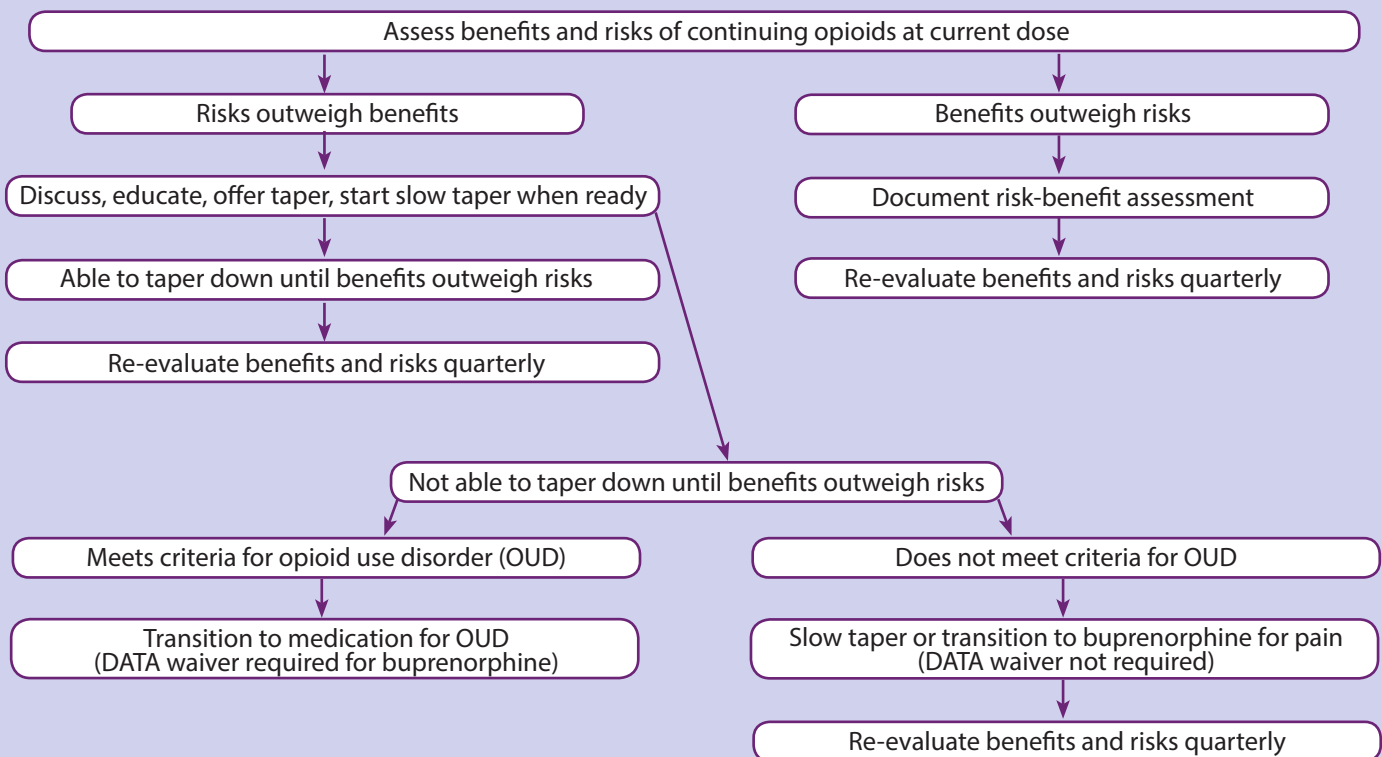 Assess benefits and risks of continuing opioids at current dose
Risks outweigh benefits
Benefits outweigh risks
Discuss, educate, offer taper, start slow taper when ready
Document risk-benefit assessment
Able to taper down until benefits outweigh risks
Re-evaluate benefits and risks quarterly
Re-evaluate benefits and risks quarterly
Not able to taper down until benefits outweigh risks
Meets criteria for opioid use disorder (OUD)
Does not meet criteria for OUD
Transition to medication for OUD
(DATA waiver required for buprenorphine)
Slow taper or transition to buprenorphine for pain
(DATA waiver not required)
Re-evaluate benefits and risks quarterly